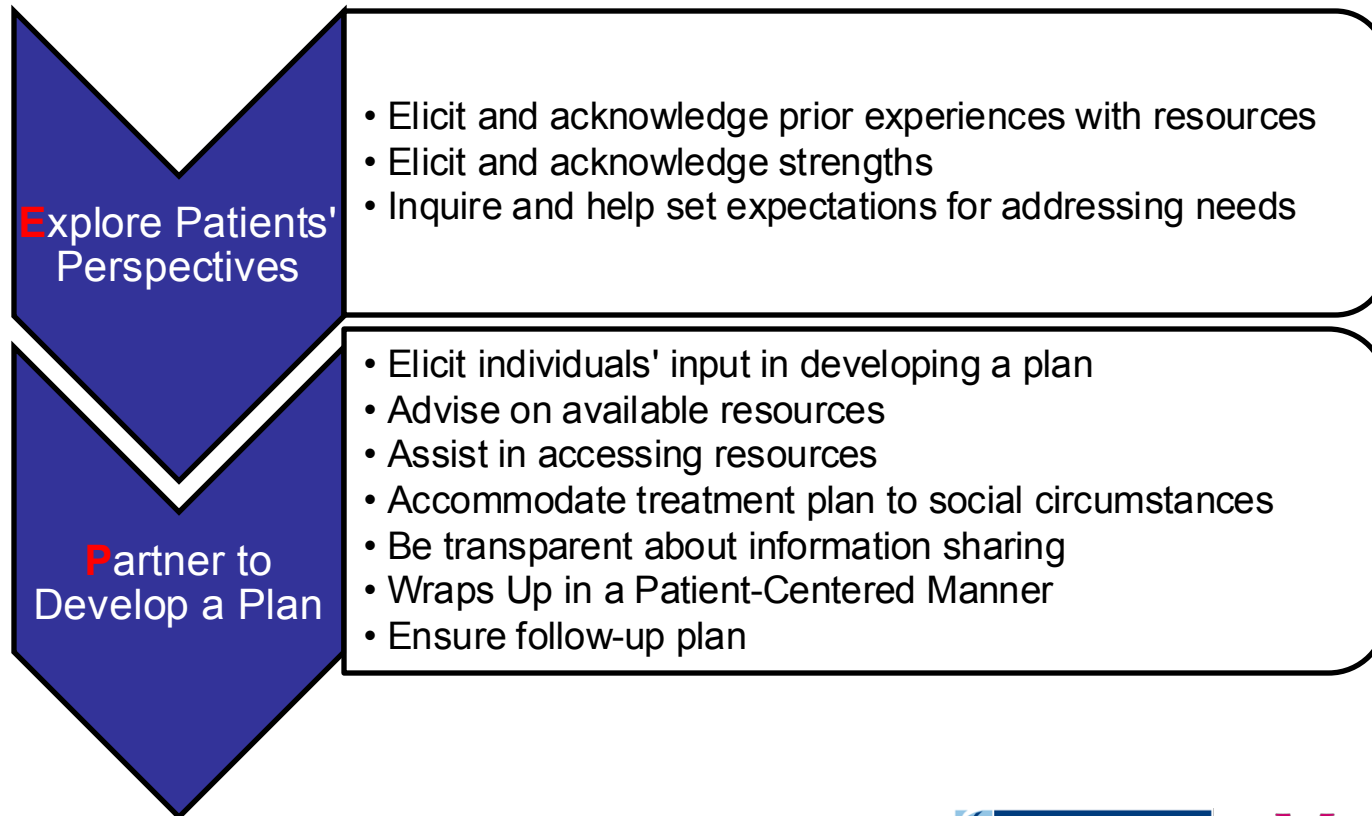 Explore Patients'
Perspectives
• Elicit and acknowledge prior experiences with resources
• Elicit and acknowledge strengths
• Inquire and help set expectations for addressing needs
Partner to
Develop a Plan
• Elicit individuals' input in developing a plan
• Advise on available resources
• Assist in accessing resources
• Accommodate treatment plan to social circumstances
• Be transparent about information sharing
• Wraps Up in a Patient-Centered Manner
• Ensure follow-up plan